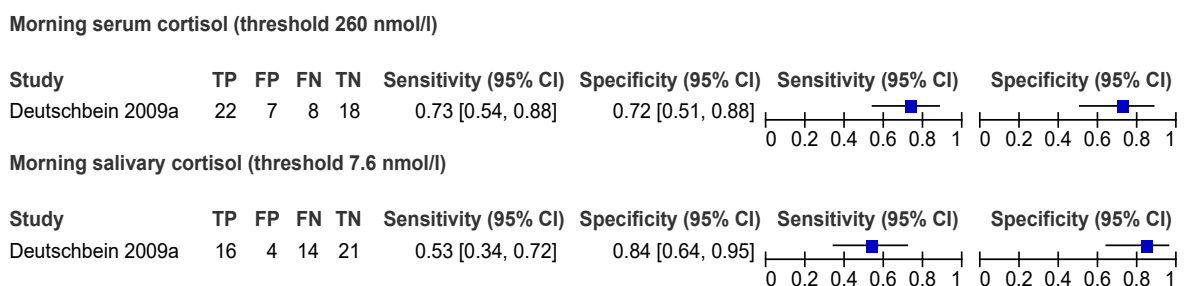 Morning serum cortisol (threshold 260 nmol/l)
Study TP FP FN TN Sensitivity (95% CI) Specificity (95% CI) Sensitivity (95% CI) Specificity (95% CI)
Deutschbein 2009a 22 7 8 18 0.73 [0.54, 0.88] 0.72 [0.51, 0.88]
0 0.2 0.4 0.6 0.8 1 0 0.2 0.4 0.6 0.8 1
Morning salivary cortisol (threshold 7.6 nmol/l)
Study TP FP FN TN Sensitivity (95% CI) Specificity (95% CI) Sensitivity (95% CI) Specificity (95% CI)
Deutschbein 2009a 16 4 14 21 0.53 [0.34, 0.72] 0.84 [0.64, 0.95]
0 0.2 0.4 0.6 0.8 1 0 0.2 0.4 0.6 0.8 1